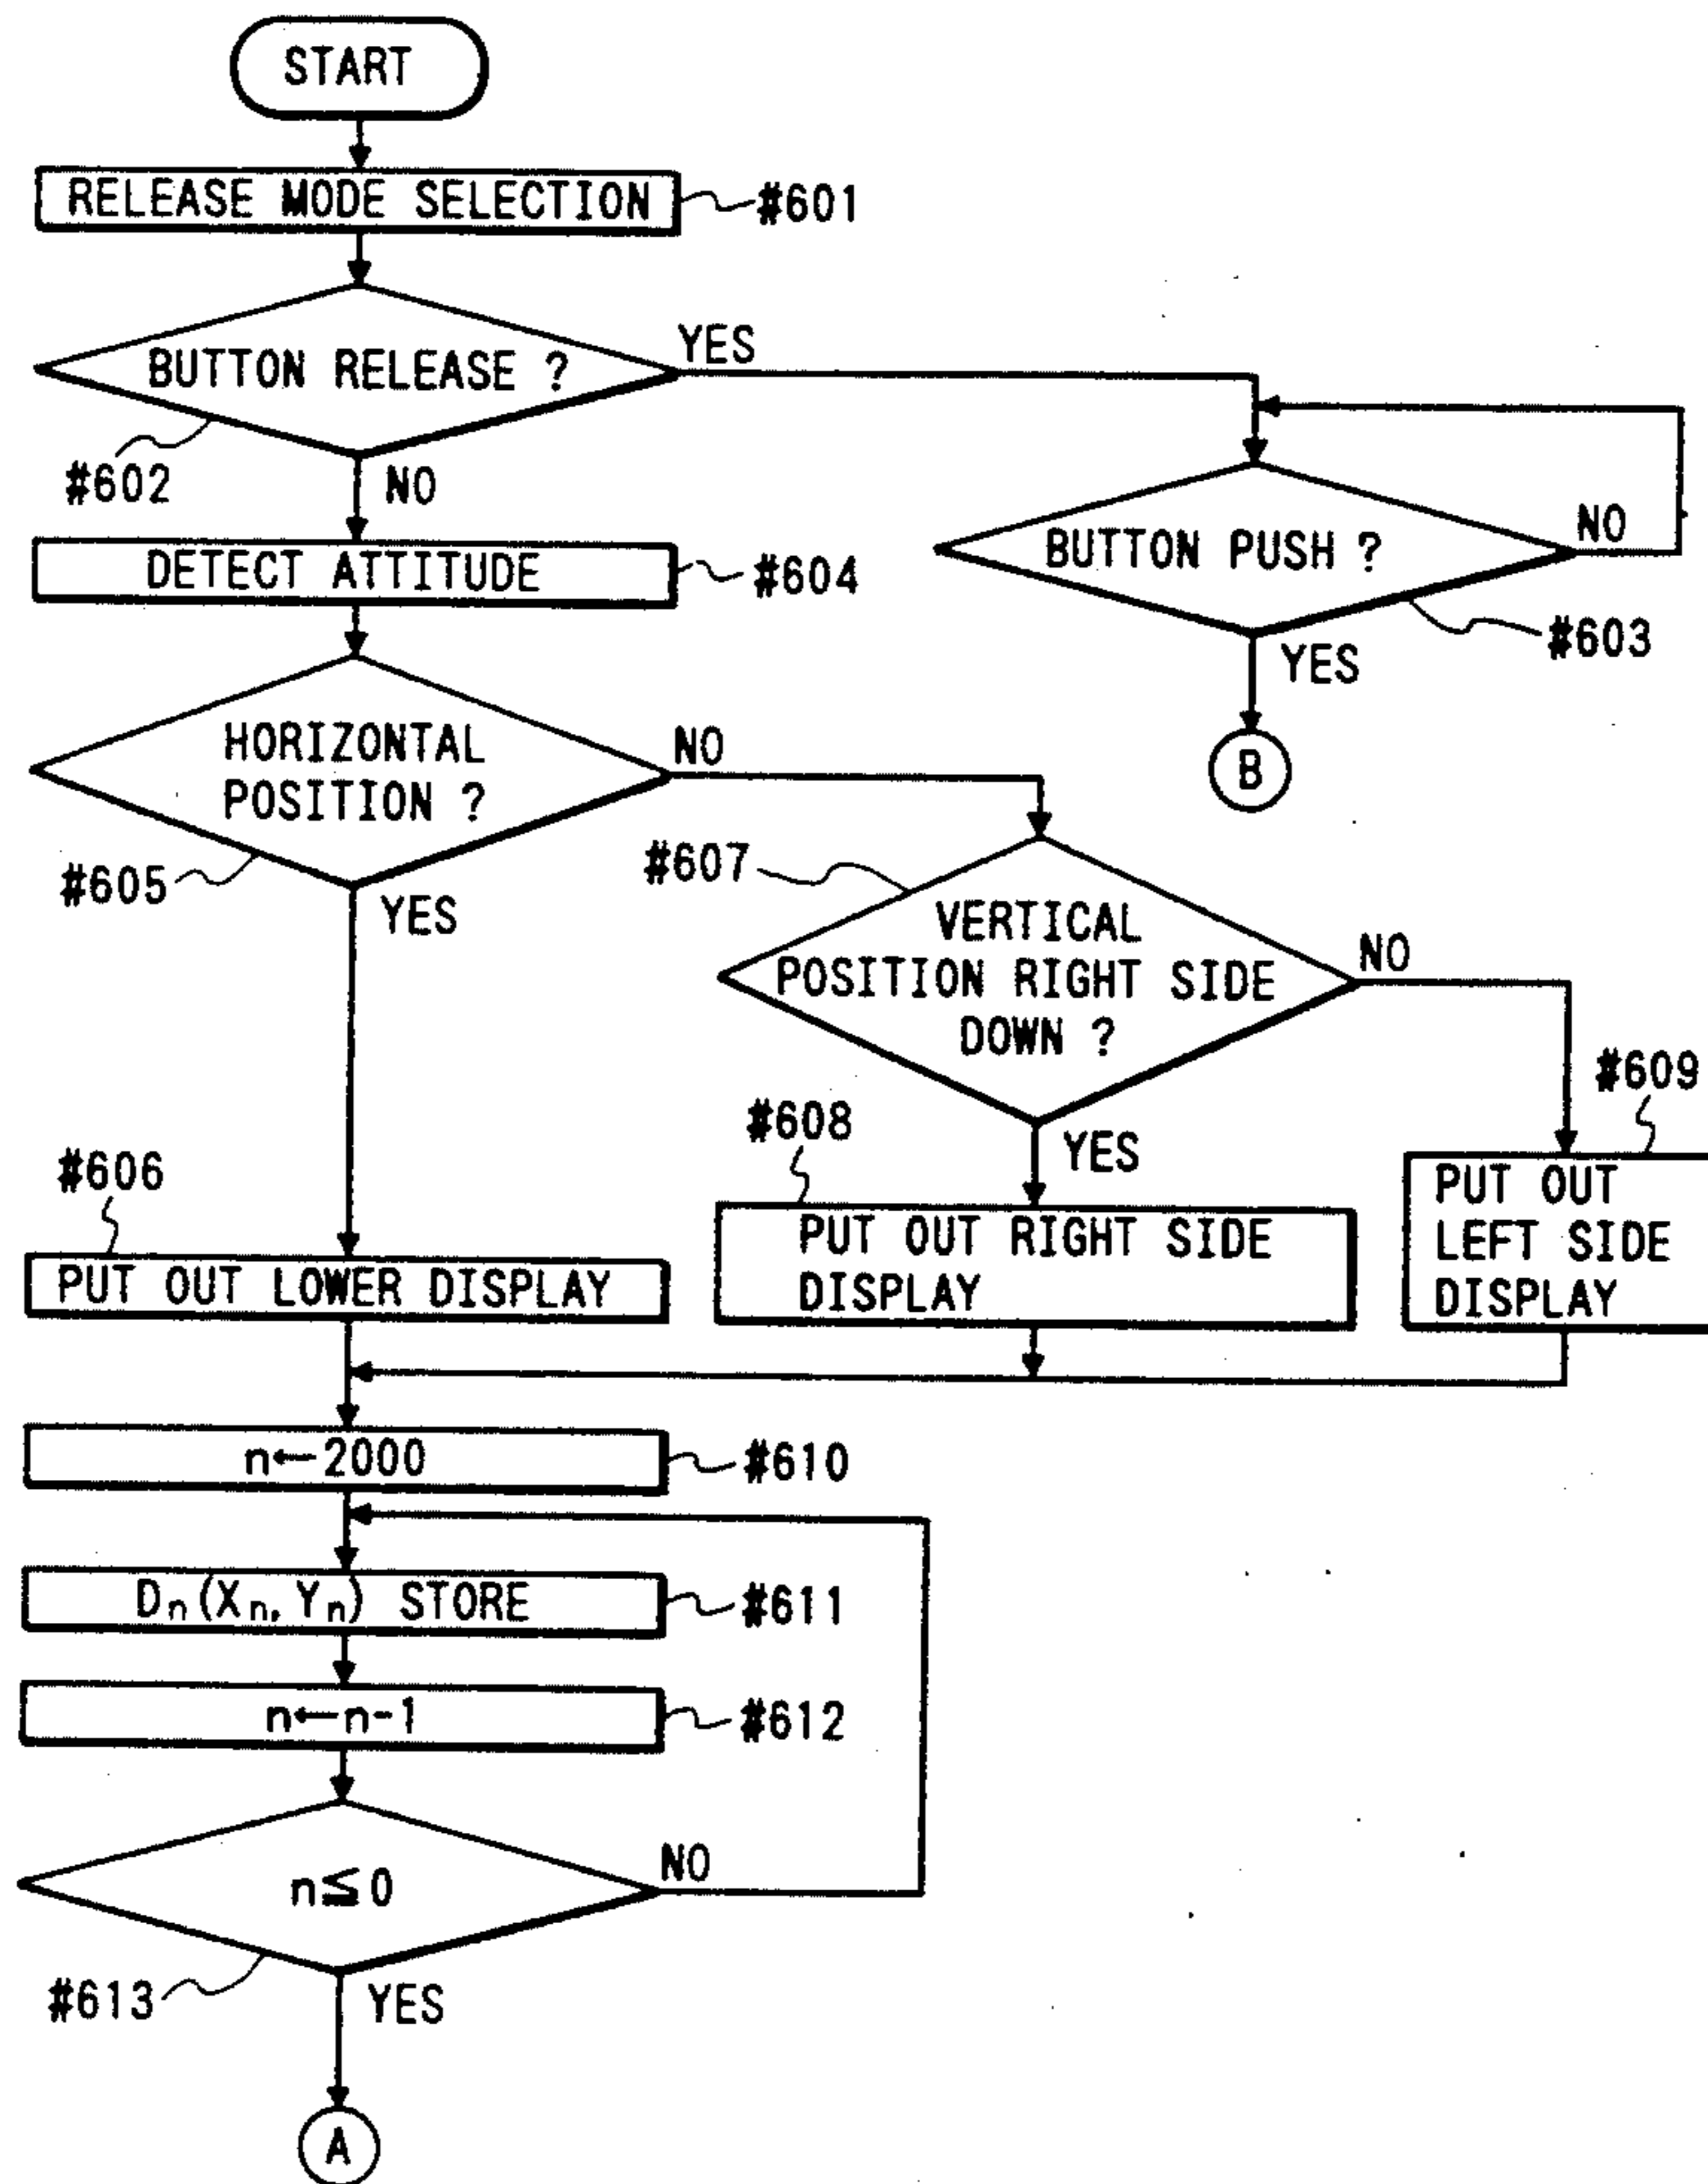 START
RELEASE MODE SELECTION
#601
BUTTON RELEASE ?
YES
#602
NO
BUTTON PUSH ?
NO
#603
YES
B
DETECT ATTITUDE
#604
HORIZONTAL
POSITION ?
NO
#605
YES
#607
VERTICAL
POSITION RIGHT SIDE
DOWN ?
NO
YES
#606
PUT OUT LOWER DISPLAY
#608
PUT OUT RIGHT SIDE
DISPLAY
#609
PUT OUT
LEFT SIDE
DISPLAY
n←2000
#610
Dn(Xn, Yn) STORE
#611
n←n-1
#612
n≦0
NO
#613
YES
A